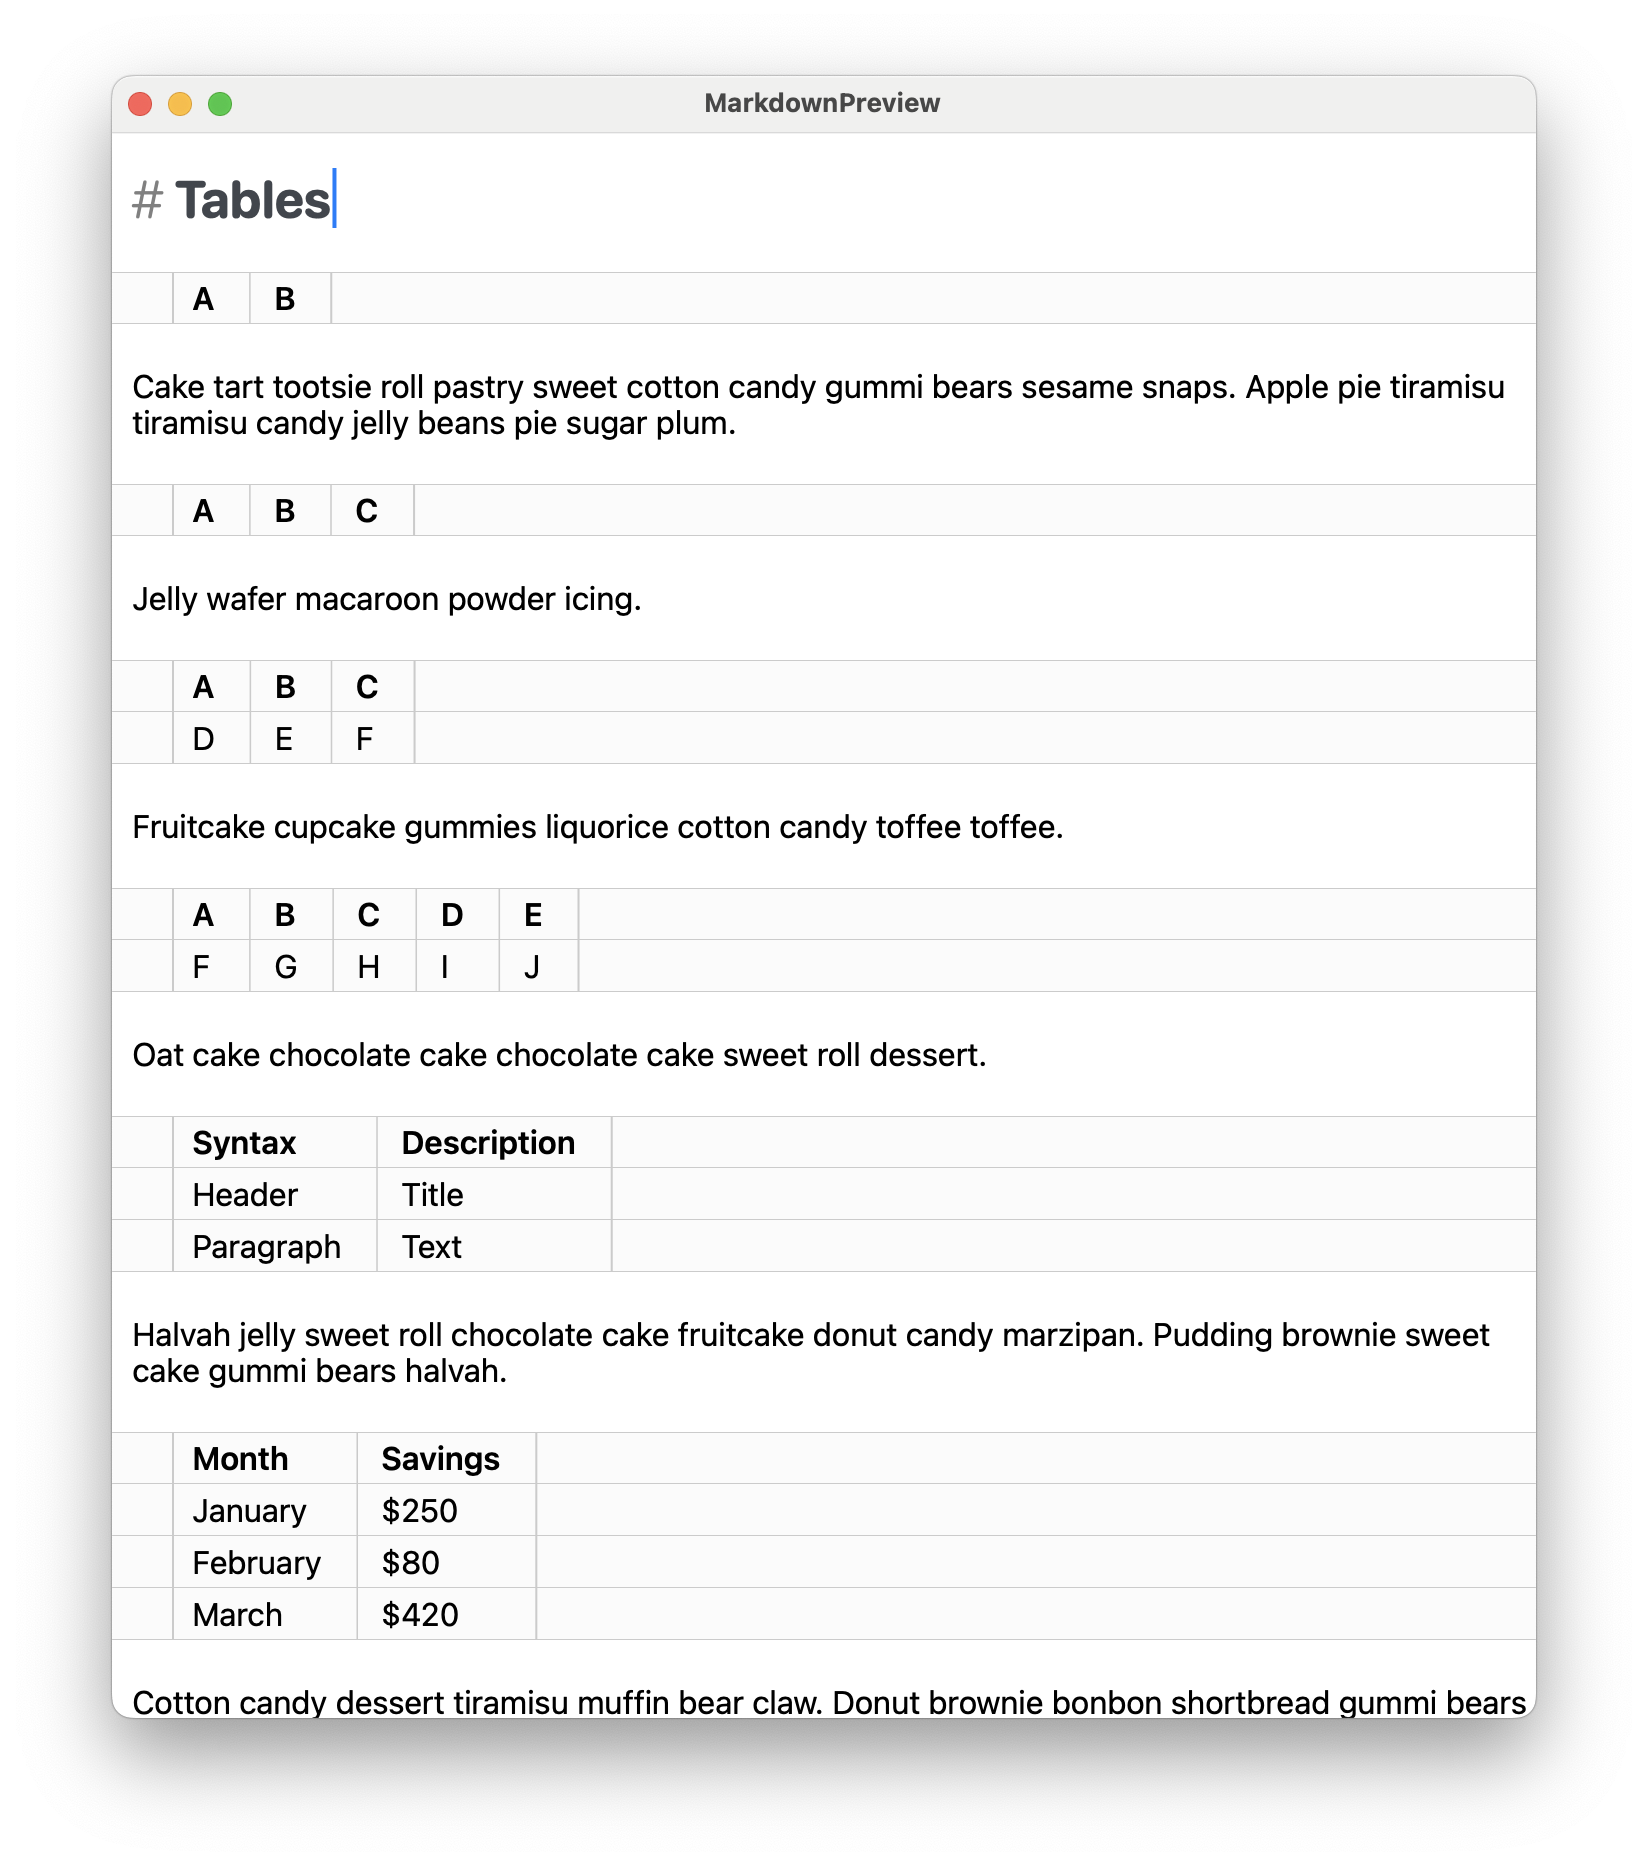 MarkdownPreview
# Tables
A B
Cake tart tootsie roll pastry sweet cotton candy gummi bears sesame snaps. Apple pie tiramisu
tiramisu candy jelly beans pie sugar plum.
A B C
Jelly wafer macaroon powder icing.
A B C
D E F
Fruitcake cupcake gummies liquorice cotton candy toffee toffee.
A B C D E
F G H I J
Oat cake chocolate cake chocolate cake sweet roll dessert.
Syntax Description
Header Title
Paragraph Text
Halvah jelly sweet roll chocolate cake fruitcake donut candy marzipan. Pudding brownie sweet
cake gummi bears halvah.
Month Savings
January $250
February $80
March $420
Cotton candy dessert tiramisu muffin bear claw. Donut brownie bonbon shortbread gummi bears